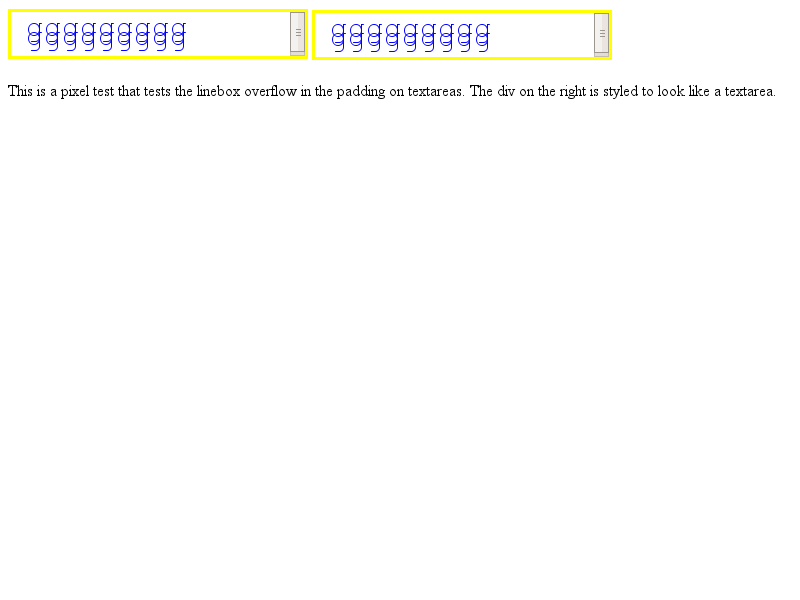 ggggggggg
ggggggggg
This is a pixel test that tests the linebox overflow in the padding on textareas. The div on the right is styled to look like a textarea.